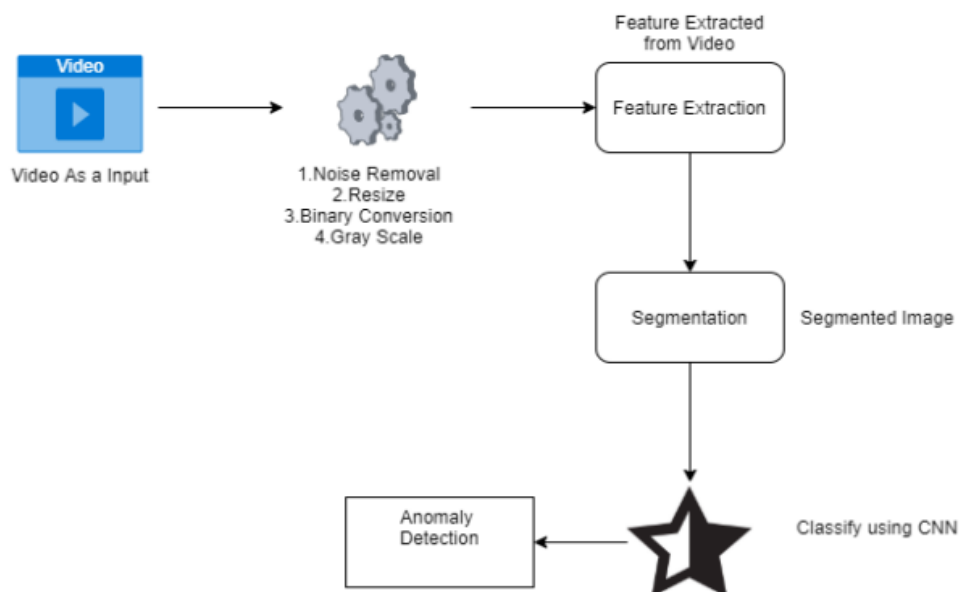 Video
Video As a Input
1.Noise Removal
2.Resize
3.Binary Conversion
4.Gray Scale
Feature Extracted
from Video
Feature Extraction
Segmentation
Segmented Image
Classify using CNN
Anomaly
Detection